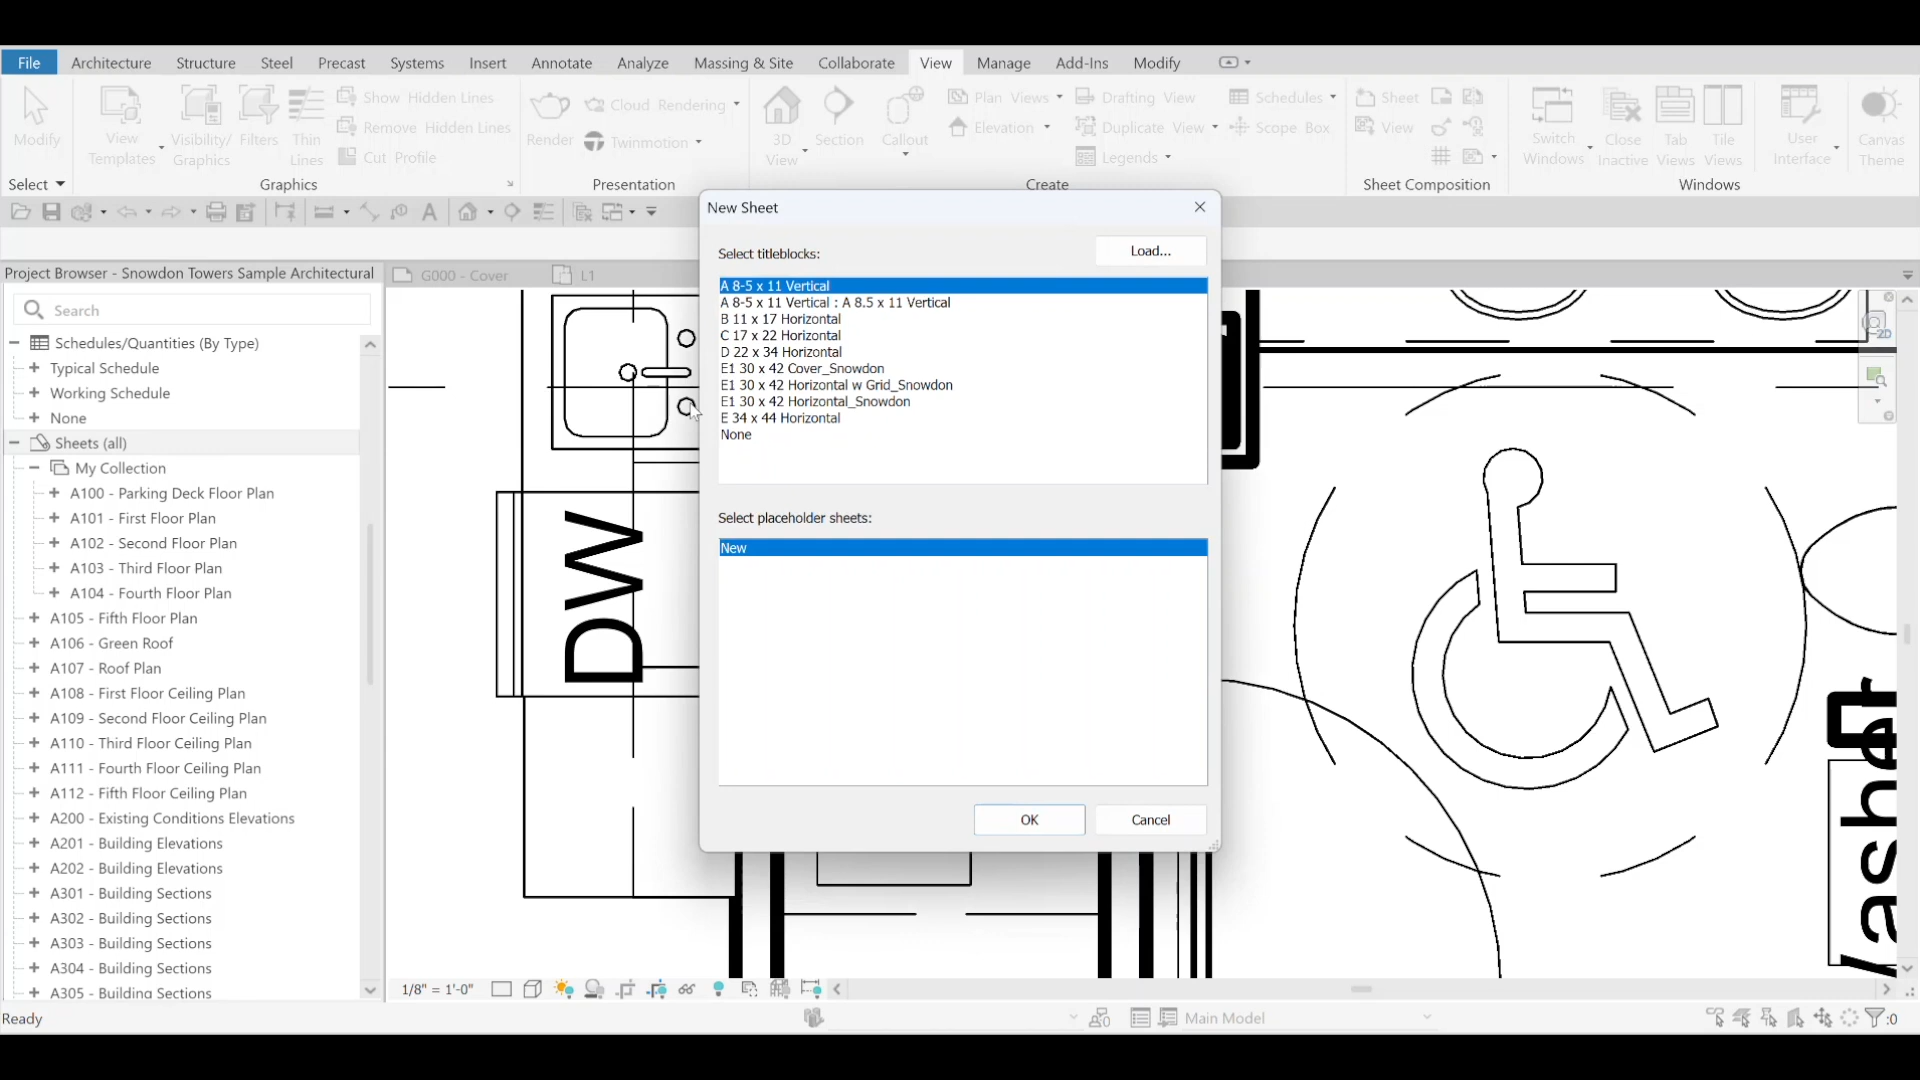 File Architecture Structure Steel Precast Systems Insert Annotate Analyze Massing & Site Collaborate View Manage Add-Ins Modify
Modify
View
Templates
Visibility/
Graphics
Filters
Thin
Lines
Show Hidden Lines
Remove Hidden Lines
Cut Profile
Render
Cloud Rendering
Twinmotion
3D
View
Section
Callout
Plan Views
Elevation
Drafting View
Duplicate View
Legends
Schedules
Scope Box
Sheet
View
Switch
Windows
Close
Inactive
Tab
Views
Tile
Views
User
Interface
Canvas
Theme
Select Graphics Presentation Create Sheet Composition Windows
Project Browser - Snowdon Towers Sample Architectural
G000 - Cover
L1
Search
Schedules/Quantities (By Type)
Typical Schedule
Working Schedule
None
Sheets (all)
My Collection
A100 - Parking Deck Floor Plan
A101 - First Floor Plan
A102 - Second Floor Plan
A103 - Third Floor Plan
A104 - Fourth Floor Plan
A105 - Fifth Floor Plan
A106 - Green Roof
A107 - Roof Plan
A108 - First Floor Ceiling Plan
A109 - Second Floor Ceiling Plan
A110 - Third Floor Ceiling Plan
A111 - Fourth Floor Ceiling Plan
A112 - Fifth Floor Ceiling Plan
A200 - Existing Conditions Elevations
A201 - Building Elevations
A202 - Building Elevations
A301 - Building Sections
A302 - Building Sections
A303 - Building Sections
A304 - Building Sections
A305 - Building Sections
DW
New Sheet
Select titleblocks:
Load...
A 8-5 x 11 Vertical
A 8-5 x 11 Vertical : A 8.5 x 11 Vertical
B 11 x 17 Horizontal
C 17 x 22 Horizontal
D 22 x 34 Horizontal
E1 30 x 42 Cover_Snowdon
E1 30 x 42 Horizontal w Grid_Snowdon
E1 30 x 42 Horizontal_Snowdon
E 34 x 44 Horizontal
None
Select placeholder sheets:
New
OK
Cancel
2D
1/8" = 1'-0"
Ready
Main Model
:0